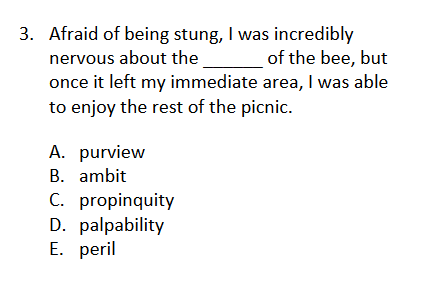 3. Afraid of being stung, I was incredibly
nervous about the _______ of the bee, but
once it left my immediate area, I was able
to enjoy the rest of the picnic.
A. purview
B. ambit
C. propinquity
D. palpability
E. peril